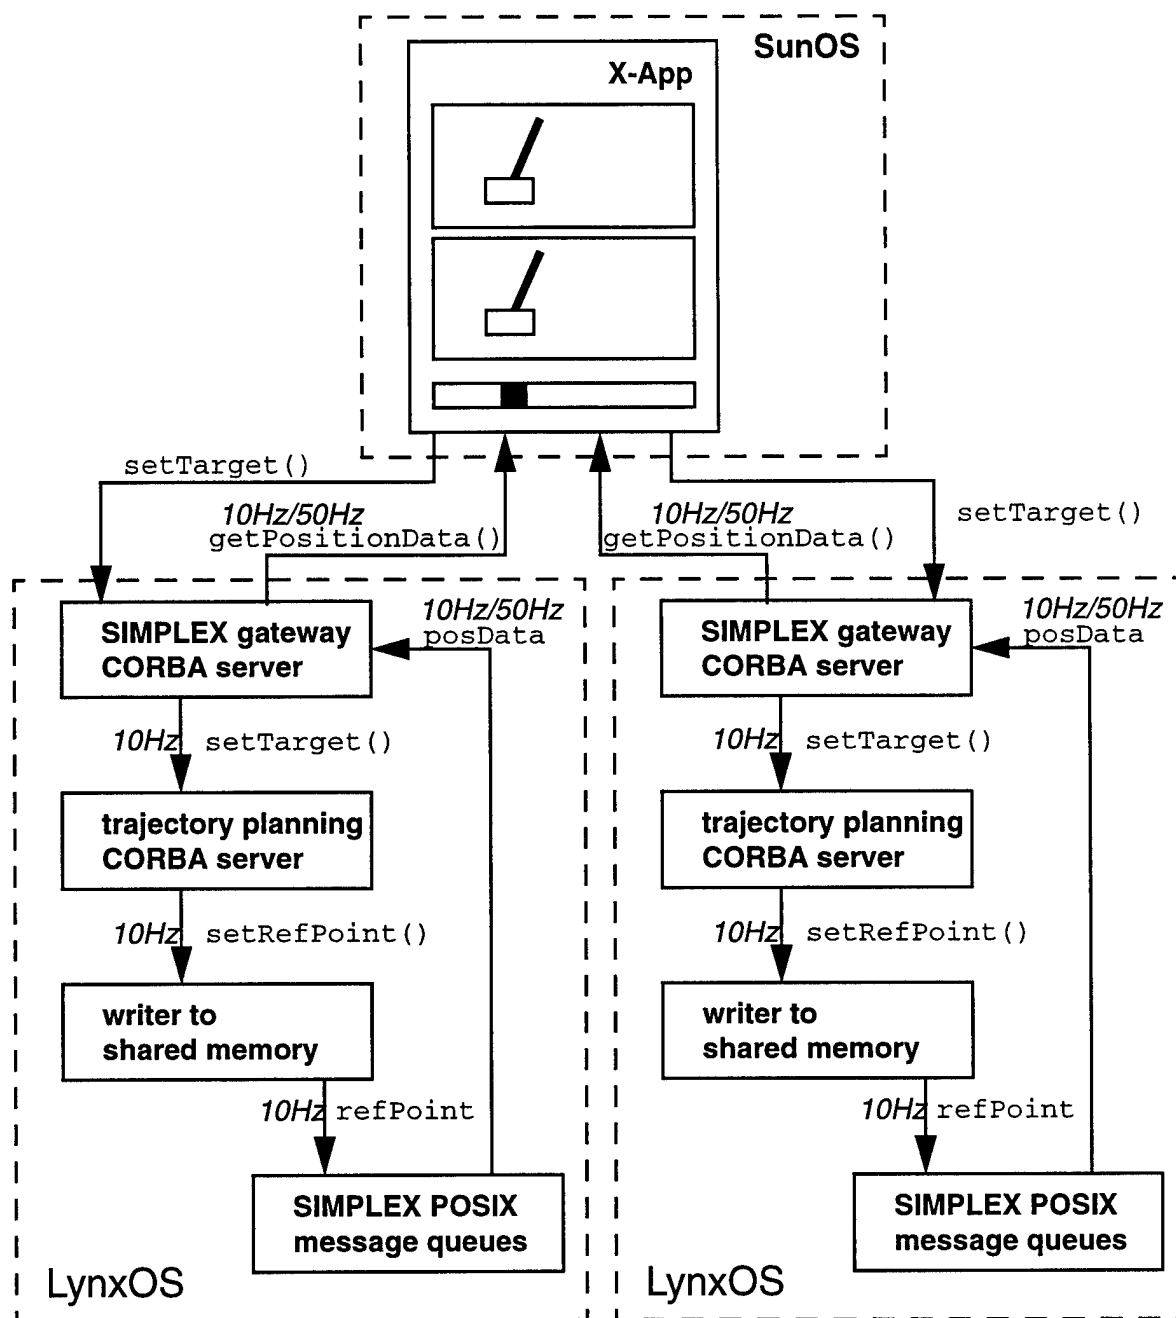 SunOS
X-App
setTarget()
10Hz/50Hz
getPositionData()
10Hz/50Hz
getPositionData()
setTarget()
SIMPLEX gateway
CORBA server
10Hz/50Hz
posData
10Hz
setTarget()
trajectory planning
CORBA server
10Hz
setRefPoint()
writer to
shared memory
10Hz
refPoint
SIMPLEX POSIX
message queues
LynxOS
SIMPLEX gateway
CORBA server
10Hz/50Hz
posData
10Hz
setTarget()
trajectory planning
CORBA server
10Hz
setRefPoint()
writer to
shared memory
10Hz
refPoint
SIMPLEX POSIX
message queues
LynxOS